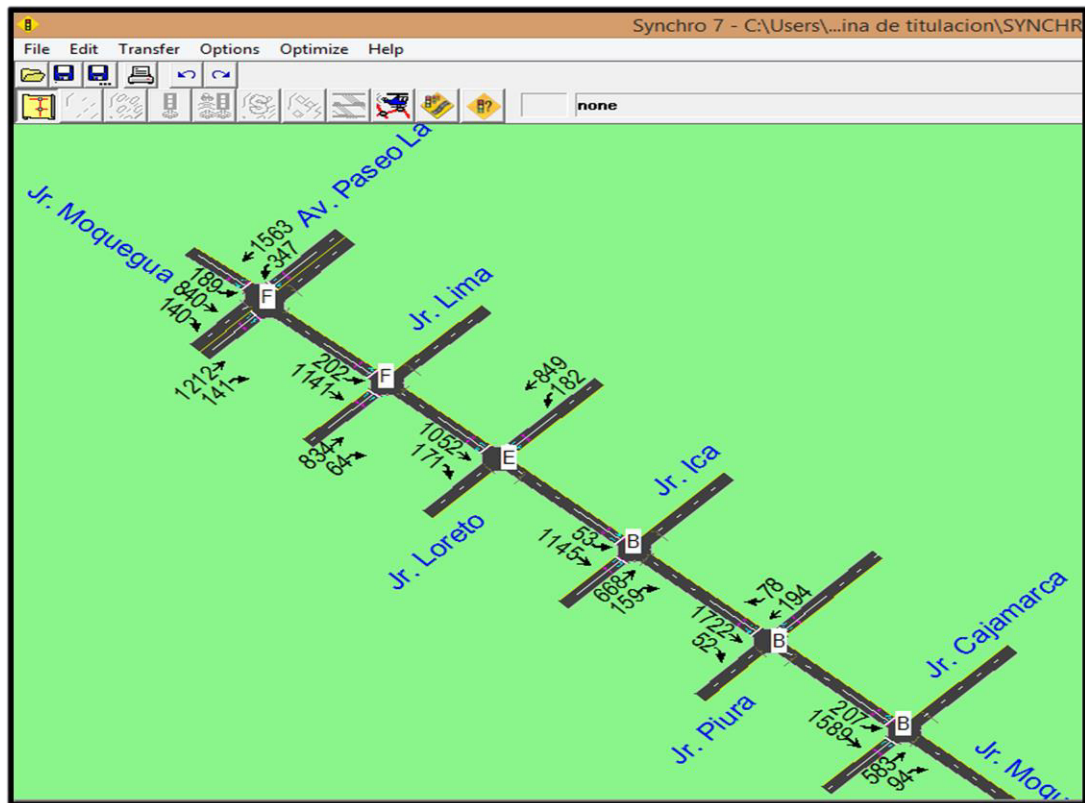 Synchro 7 - C:\Users\...ina de titulacion\SYNCHR
File Edit Transfer Options Optimize Help
none
Av. Paseo La
Jr. Moquegua
1563
347
189
840
140
F
1212
141
Jr. Lima
202
1141
F
834
64
849
182
1052
171
E
Jr. Loreto
Jr. Ica
53
1145
B
668
159
78
194
1722
52
B
Jr. Piura
Jr. Cajamarca
207
1589
B
583
94
Jr. Moqu